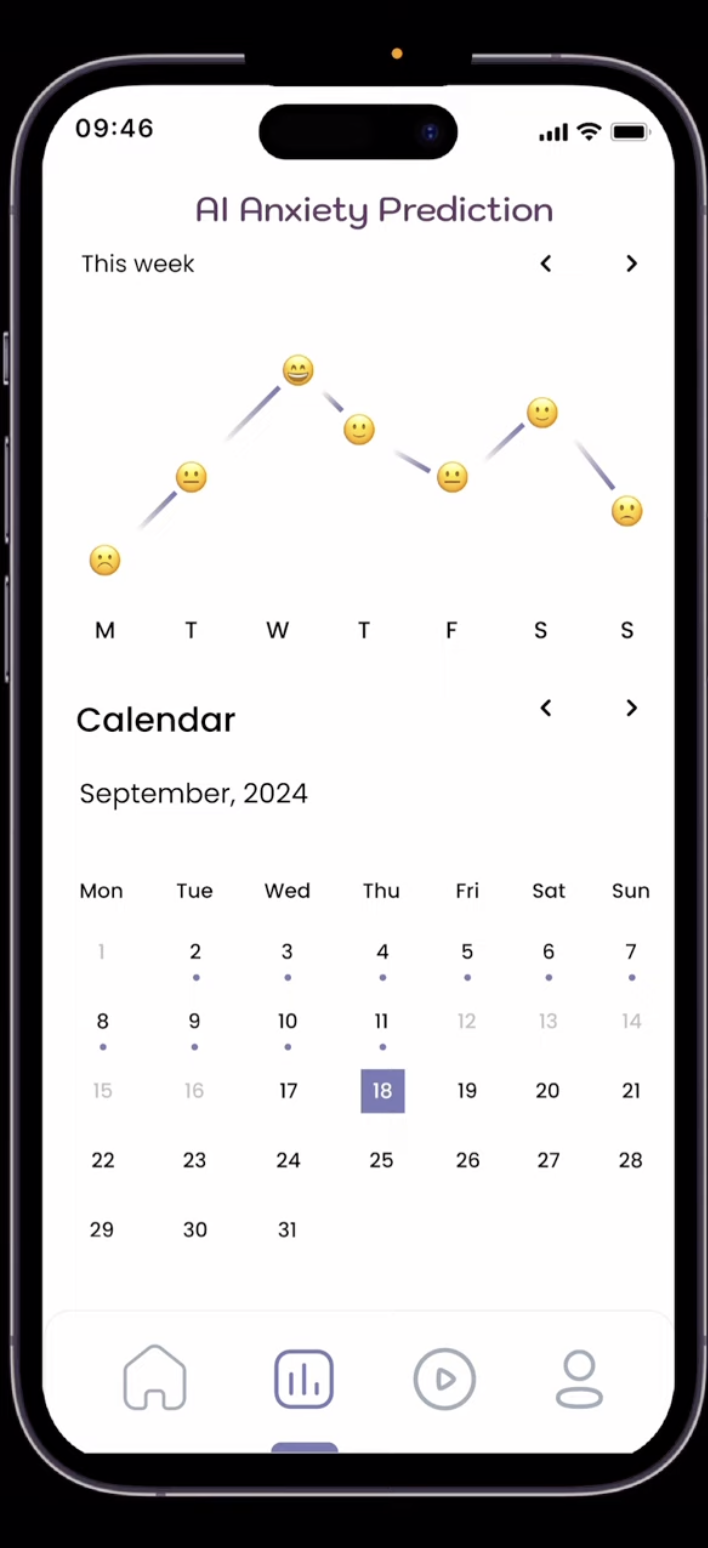 09:46
AI Anxiety Prediction
This week
M T W T F S S
Calendar
September, 2024
Mon Tue Wed Thu Fri Sat Sun
1 2 3 4 5 6 7
8 9 10 11 12 13 14
15 16 17 18 19 20 21
22 23 24 25 26 27 28
29 30 31